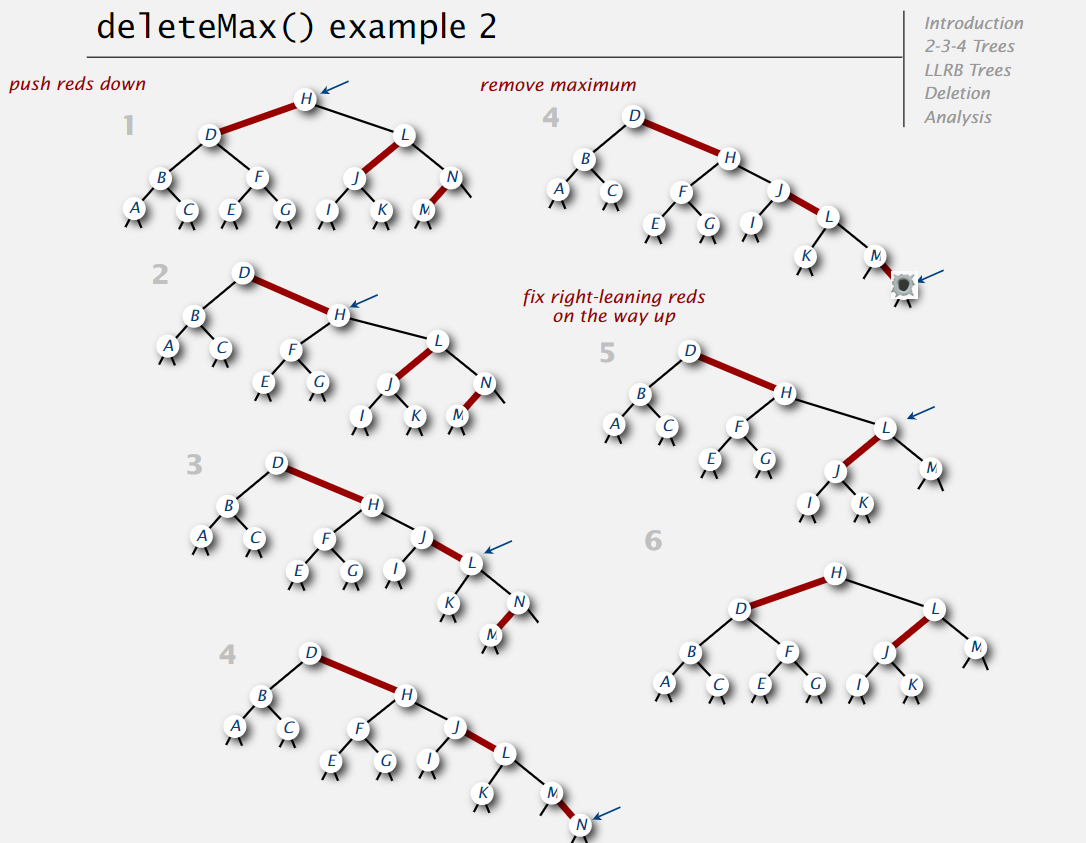 deleteMax() example 2
Introduction
2-3-4 Trees
LLRB Trees
Deletion
Analysis
push reds down
1
H
D L
B F J N
A C E G I K M
2
D
B H
A C F L
E G J N
I K M
3
D
B H
A C F J
E G I L
K N
M
4
D
B H
A C F J
E G I L
K M
N
remove maximum
4
D
B H
A C F J
E G I L
K M
fix right-leaning reds
on the way up
5
D
B H
A C F L
E G J M
I K
6
H
D L
B F J M
A C E G I K